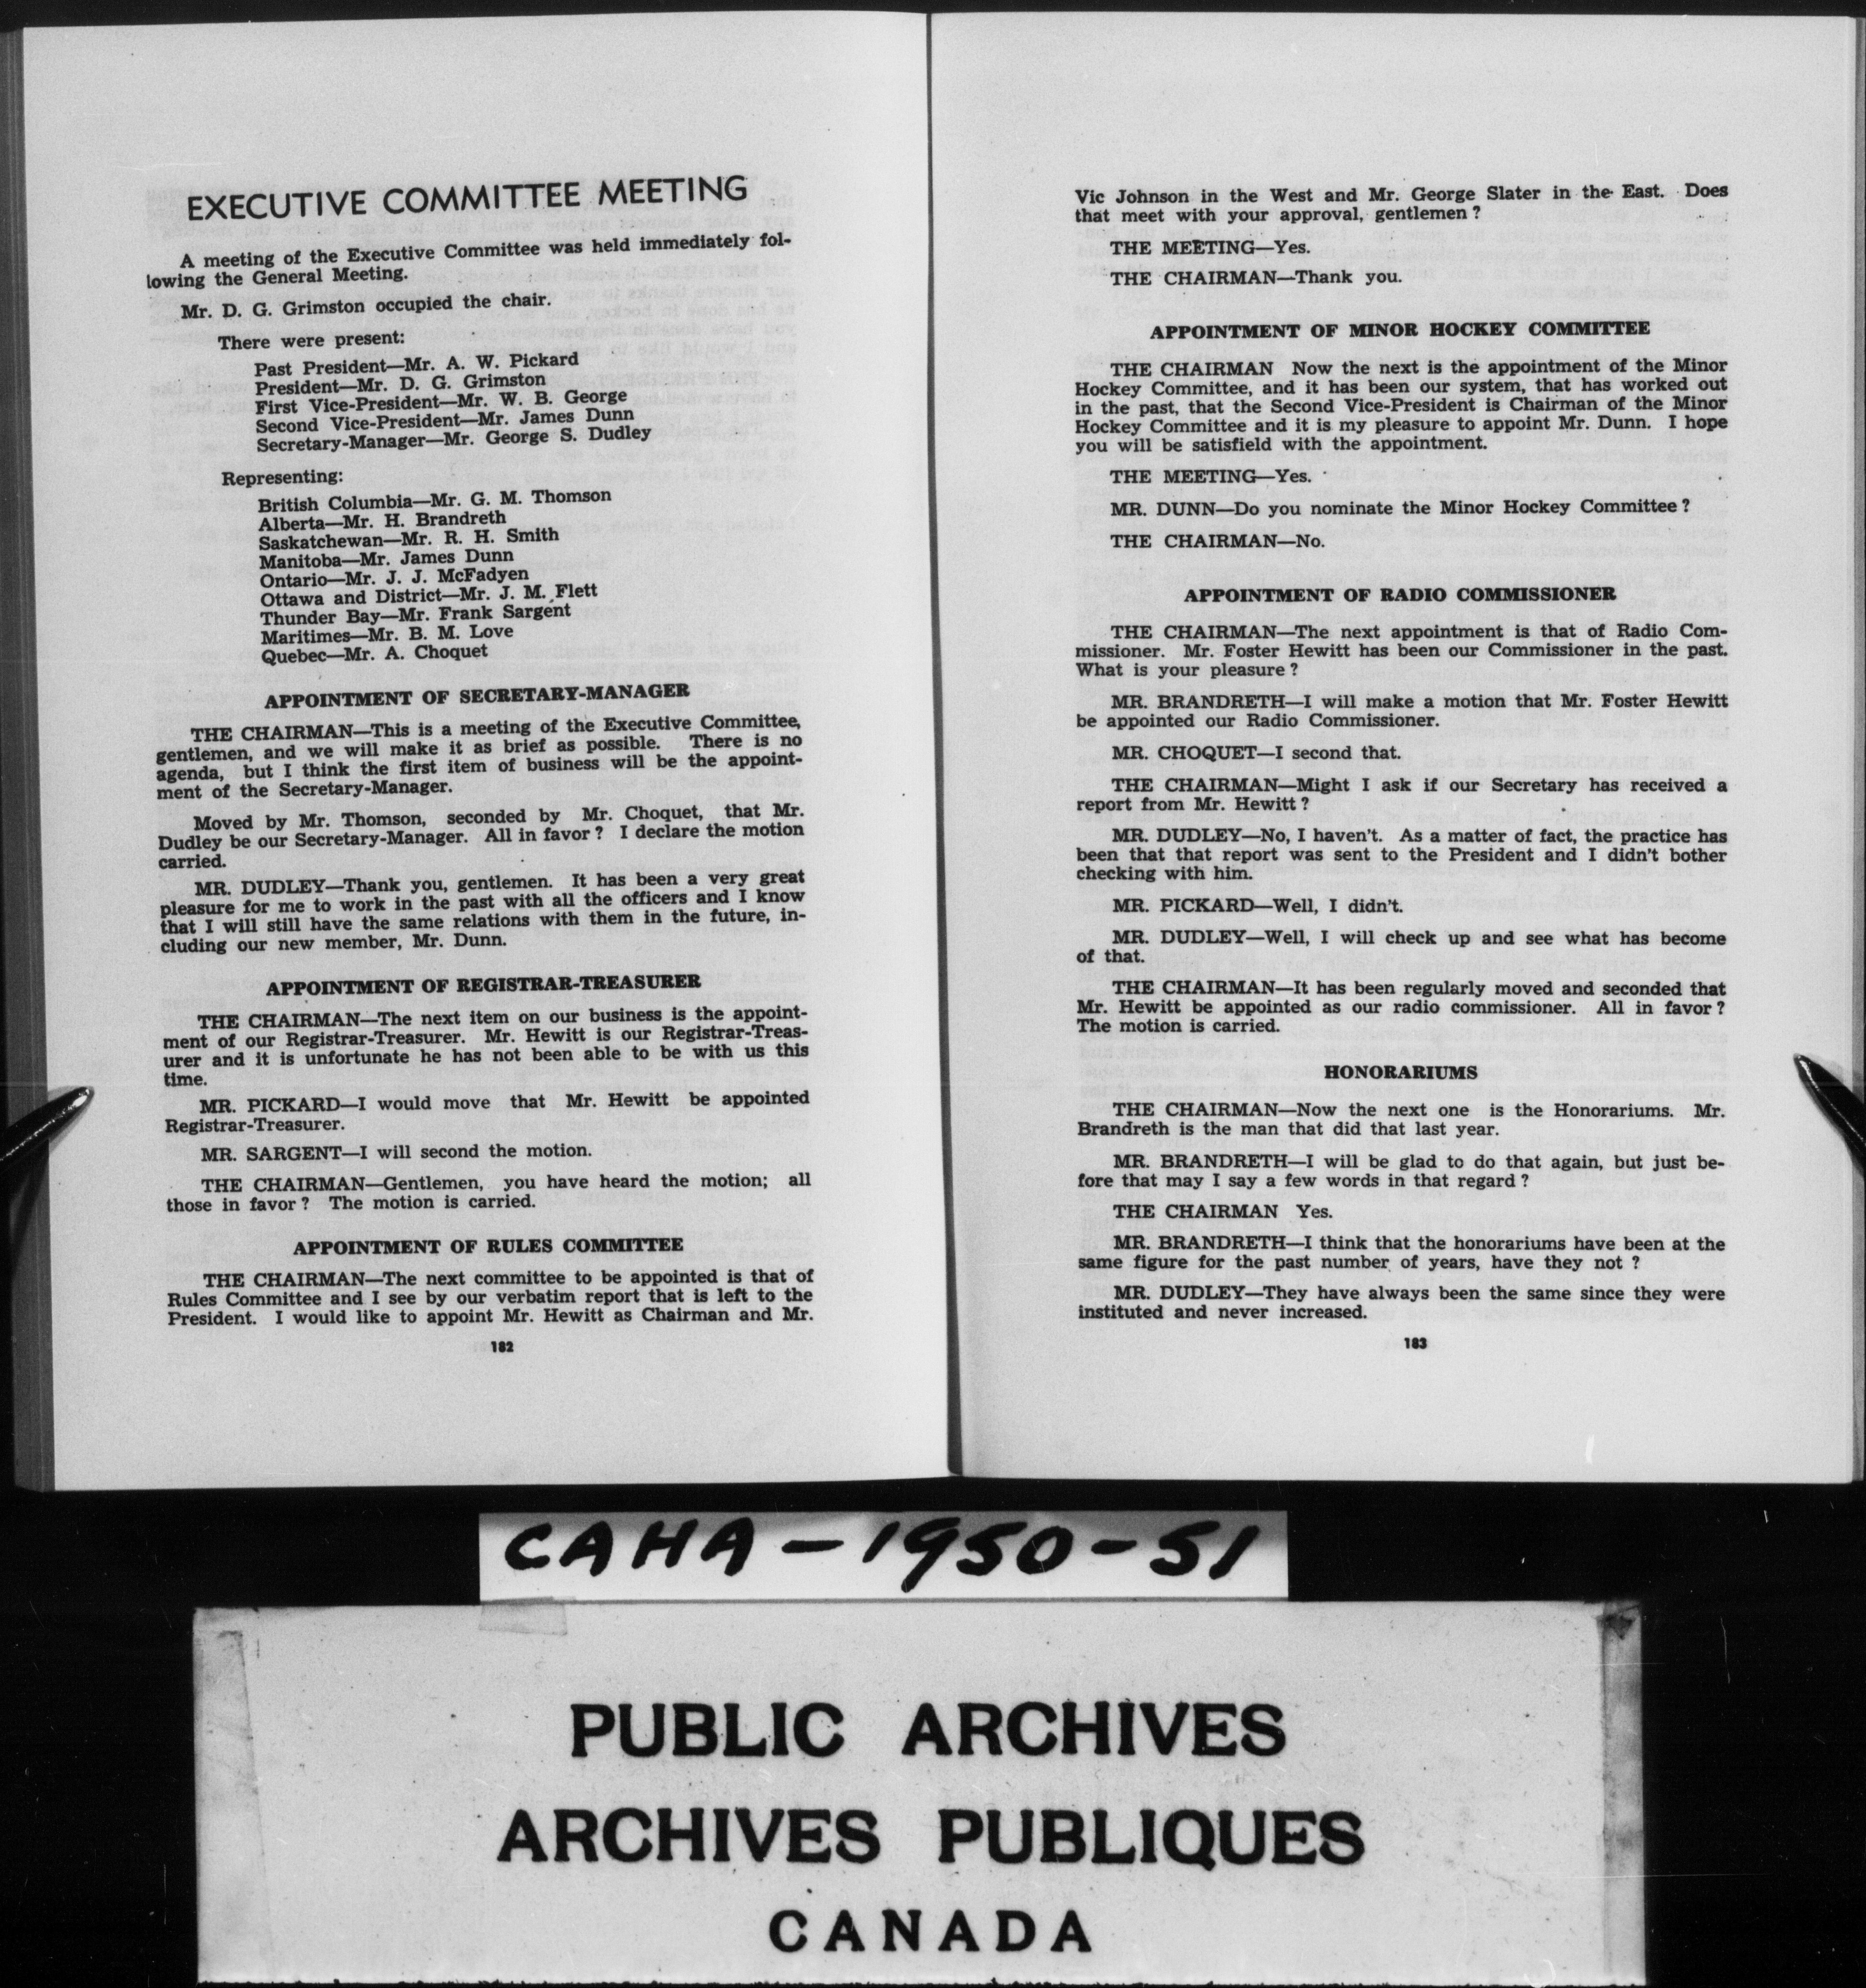 EXECUTIVE COMMITTEE MEETING
A meeting of the Executive Committee was held immediately fol-
lowing the General Meeting.
Mr. D. G. Grimston occupied the chair.
There were present:
Past President—Mr. A. W. Pickard
President—Mr. D. G. Grimston
First Vice-President—Mr. W. B. George
Second Vice-President—Mr. James Dunn
Secretary-Manager—Mr. George S. Dudley
Representing:
British Columbia—Mr. G. M. Thomson
Alberta—Mr. H. Brandreth
Saskatchewan—Mr. R. H. Smith
Manitoba—Mr. James Dunn
Ontario—Mr. J. J. McFadyen
Ottawa and District—Mr. J. M. Flett
Thunder Bay—Mr. Frank Sargent
Maritimes—Mr. B. M. Love
Quebec—Mr. A. Choquet
APPOINTMENT OF SECRETARY-MANAGER
THE CHAIRMAN—This is a meeting of the Executive Committee,
gentlemen, and we will make it as brief as possible. There is no
agenda, but I think the first item of business will be the appoint-
ment of the Secretary-Manager.
Moved by Mr. Thomson, seconded by Mr. Choquet, that Mr.
Dudley be our Secretary-Manager. All in favor? I declare the motion
carried.
MR. DUDLEY—Thank you, gentlemen. It has been a very great
pleasure for me to work in the past with all the officers and I know
that I will still have the same relations with them in the future, in-
cluding our new member, Mr. Dunn.
APPOINTMENT OF REGISTRAR-TREASURER
THE CHAIRMAN—The next item on our business is the appoint-
ment of our Registrar-Treasurer. Mr. Hewitt is our Registrar-Treas-
urer and it is unfortunate he has not been able to be with us this
time.
MR. PICKARD—I would move that Mr. Hewitt be appointed
Registrar-Treasurer.
MR. SARGENT—I will second the motion.
THE CHAIRMAN—Gentlemen, you have heard the motion; all
those in favor? The motion is carried.
APPOINTMENT OF RULES COMMITTEE
THE CHAIRMAN—The next committee to be appointed is that of
Rules Committee and I see by our verbatim report that is left to the
President. I would like to appoint Mr. Hewitt as Chairman and Mr.
182
Vic Johnson in the West and Mr. George Slater in the East. Does
that meet with your approval, gentlemen?
THE MEETING—Yes.
THE CHAIRMAN—Thank you.
APPOINTMENT OF MINOR HOCKEY COMMITTEE
THE CHAIRMAN Now the next is the appointment of the Minor
Hockey Committee, and it has been our system, that has worked out
in the past, that the Second Vice-President is Chairman of the Minor
Hockey Committee and it is my pleasure to appoint Mr. Dunn. I hope
you will be satisfield with the appointment.
THE MEETING—Yes.
MR. DUNN—Do you nominate the Minor Hockey Committee?
THE CHAIRMAN—No.
APPOINTMENT OF RADIO COMMISSIONER
THE CHAIRMAN—The next appointment is that of Radio Com-
missioner. Mr. Foster Hewitt has been our Commissioner in the past.
What is your pleasure?
MR. BRANDRETH—I will make a motion that Mr. Foster Hewitt
be appointed our Radio Commissioner.
MR. CHOQUET—I second that.
THE CHAIRMAN—Might I ask if our Secretary has received a
report from Mr. Hewitt?
MR. DUDLEY—No, I haven't. As a matter of fact, the practice has
been that that report was sent to the President and I didn't bother
checking with him.
MR. PICKARD—Well, I didn't.
MR. DUDLEY—Well, I will check up and see what has become
of that.
THE CHAIRMAN—It has been regularly moved and seconded that
Mr. Hewitt be appointed as our radio commissioner. All in favor?
The motion is carried.
HONORARIUMS
THE CHAIRMAN—Now the next one is the Honorariums. Mr.
Brandreth is the man that did that last year.
MR. BRANDRETH—I will be glad to do that again, but just be-
fore that may I say a few words in that regard?
THE CHAIRMAN Yes.
MR. BRANDRETH—I think that the honorariums have been at the
same figure for the past number of years, have they not ?
MR. DUDLEY—They have always been the same since they were
instituted and never increased.
183
CAHA - 1950-51
PUBLIC ARCHIVES
ARCHIVES PUBLIQUES
CANADA